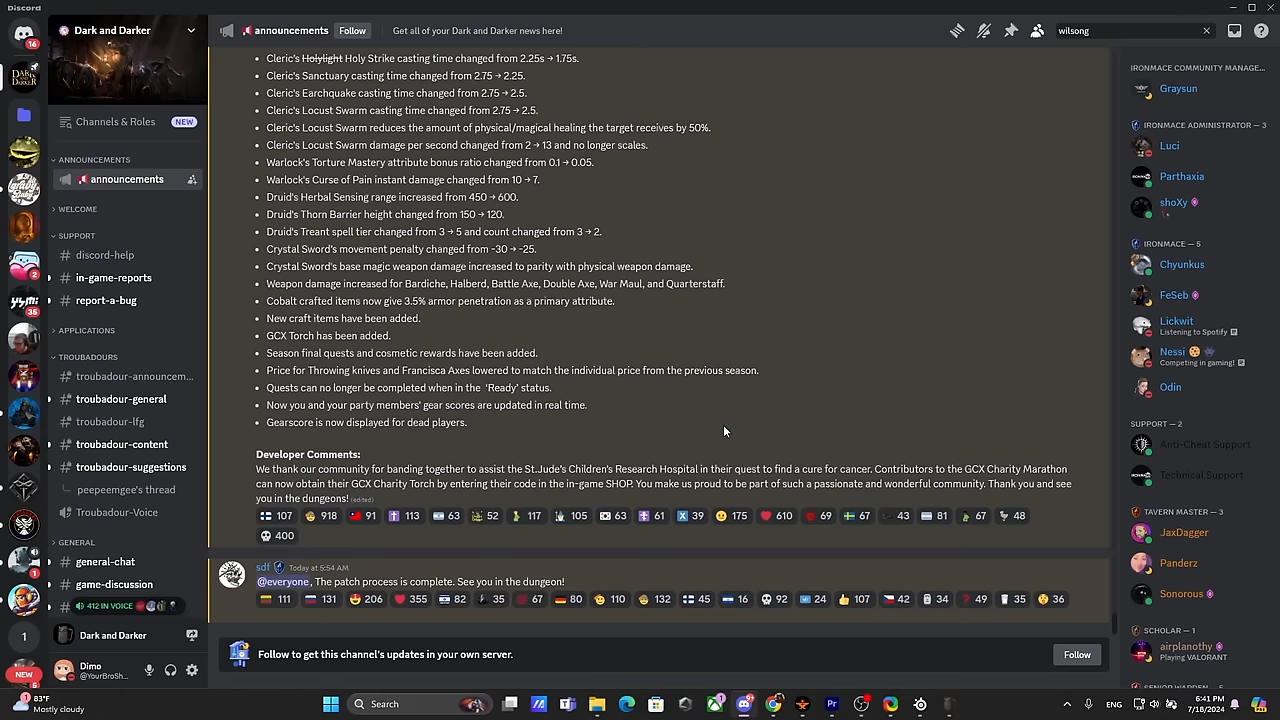 Discord
Dark and Darker
announcements
Follow
Get all of your Dark and Darker news here!
wilsong
16
Channels & Roles
NEW
ANNOUNCEMENTS
announcements
WELCOME
SUPPORT
discord-help
in-game-reports
report-a-bug
APPLICATIONS
TROUBADOURS
troubadour-announcem...
troubadour-general
troubadour-lfg
troubadour-content
troubadour-suggestions
peepeemgee's thread
Troubadour-Voice
GENERAL
general-chat
game-discussion
412 IN VOICE
Dark and Darker
Dimo
@YourBroSh...
2
35
1
1
NEW
Cleric's Holylight Holy Strike casting time changed from 2.25s → 1.75s.
Cleric's Sanctuary casting time changed from 2.75 → 2.25.
Cleric's Earchquake casting time changed from 2.75 → 2.5.
Cleric's Locust Swarm casting time changed from 2.75 → 2.5.
Cleric's Locust Swarm reduces the amount of physical/magical healing the target receives by 50%.
Cleric's Locust Swarm damage per second changed from 2 → 13 and no longer scales.
Warlock's Torture Mastery attribute bonus ratio changed from 0.1 → 0.05.
Warlock's Curse of Pain instant damage changed from 10 → 7.
Druid's Herbal Sensing range increased from 450 → 600.
Druid's Thorn Barrier height changed from 150 → 120.
Druid's Treant spell tier changed from 3 → 5 and count changed from 3 → 2.
Crystal Sword's movement penalty changed from -30 → -25.
Crystal Sword's base magic weapon damage increased to parity with physical weapon damage.
Weapon damage increased for Bardiche, Halberd, Battle Axe, Double Axe, War Maul, and Quarterstaff.
Cobalt crafted items now give 3.5% armor penetration as a primary attribute.
New craft items have been added.
GCX Torch has been added.
Season final quests and cosmetic rewards have been added.
Price for Throwing knives and Francisca Axes lowered to match the individual price from the previous season.
Quests can no longer be completed when in the 'Ready' status.
Now you and your party members' gear scores are updated in real time.
Gearscore is now displayed for dead players.
Developer Comments:
We thank our community for banding together to assist the St.Jude's Children's Research Hospital in their quest to find a cure for cancer. Contributors to the GCX Charity Marathon
can now obtain their GCX Charity Torch by entering their code in the in-game SHOP. You make us proud to be part of such a passionate and wonderful community. Thank you and see
you in the dungeons! (edited)
107 918 91 113 63 52 117 105 63 61 39 175 610 69 67 43 81 67 48
400
sdf Today at 5:54 AM
@everyone, The patch process is complete. See you in the dungeon!
111 131 206 355 82 35 67 80 110 132 45 16 92 24 107 42 34 49 35 36
Follow to get this channel's updates in your own server.
Follow
IRONMACE COMMUNITY MANAGE...
Graysun
IRONMACE ADMINISTRATOR — 3
Luci
Parthaxia
shoXy
IRONMACE — 5
Chyunkus
FeSeb
Lickwit
Listening to Spotify
Nessi
Competing in gaming!
Odin
SUPPORT — 2
Anti-Cheat Support
Technical Support
TAVERN MASTER — 3
JaxDagger
Panderz
Sonorous
SCHOLAR — 1
airplanothy
Playing VALORANT
83°F
Mostly cloudy
Search
ENG
6:41 PM
7/18/2024